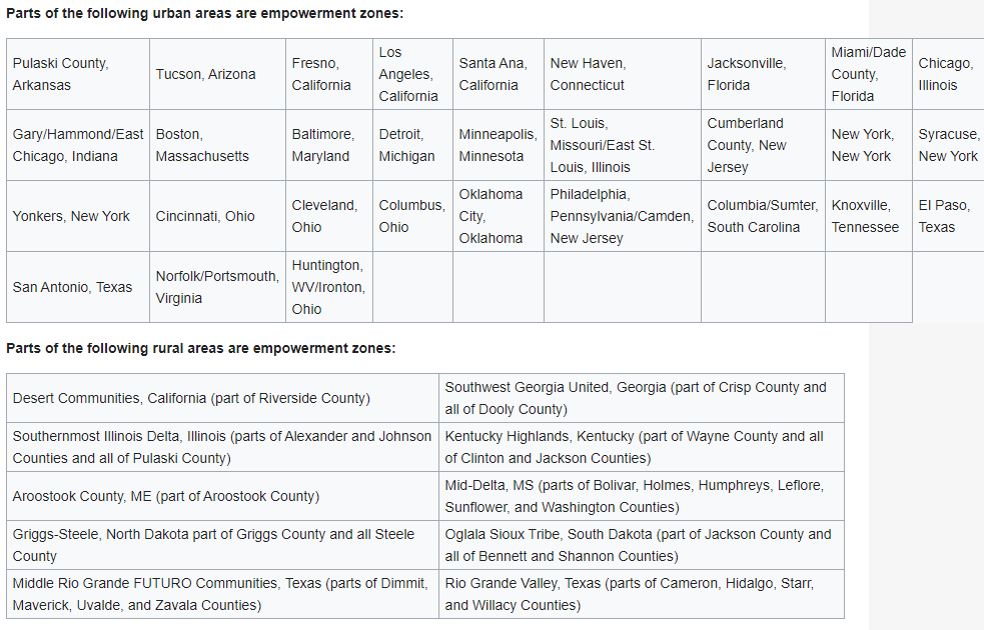 Parts of the following urban areas are empowerment zones:
Pulaski County,
Arkansas
Tucson, Arizona
Fresno,
California
Los
Angeles,
California
Santa Ana,
California
New Haven,
Connecticut
Jacksonville,
Florida
Miami/Dade
County,
Florida
Chicago,
Illinois
Gary/Hammond/East
Chicago, Indiana
Boston,
Massachusetts
Baltimore,
Maryland
Detroit,
Michigan
Minneapolis,
Minnesota
St. Louis,
Missouri/East St.
Louis, Illinois
Cumberland
County, New
Jersey
New York,
New York
Syracuse,
New York
Yonkers, New York
Cincinnati, Ohio
Cleveland,
Ohio
Columbus,
Ohio
Oklahoma
City,
Oklahoma
Philadelphia,
Pennsylvania/Camden,
New Jersey
Columbia/Sumter,
South Carolina
Knoxville,
Tennessee
El Paso,
Texas
San Antonio, Texas
Norfolk/Portsmouth,
Virginia
Huntington,
WV/Ironton,
Ohio
Parts of the following rural areas are empowerment zones:
Desert Communities, California (part of Riverside County)
Southwest Georgia United, Georgia (part of Crisp County and
all of Dooly County)
Southernmost Illinois Delta, Illinois (parts of Alexander and Johnson
Counties and all of Pulaski County)
Kentucky Highlands, Kentucky (part of Wayne County and all
of Clinton and Jackson Counties)
Aroostook County, ME (part of Aroostook County)
Mid-Delta, MS (parts of Bolivar, Holmes, Humphreys, Leflore,
Sunflower, and Washington Counties)
Griggs-Steele, North Dakota part of Griggs County and all Steele
County
Oglala Sioux Tribe, South Dakota (part of Jackson County and
all of Bennett and Shannon Counties)
Middle Rio Grande FUTURO Communities, Texas (parts of Dimmit,
Maverick, Uvalde, and Zavala Counties)
Rio Grande Valley, Texas (parts of Cameron, Hidalgo, Starr,
and Willacy Counties)